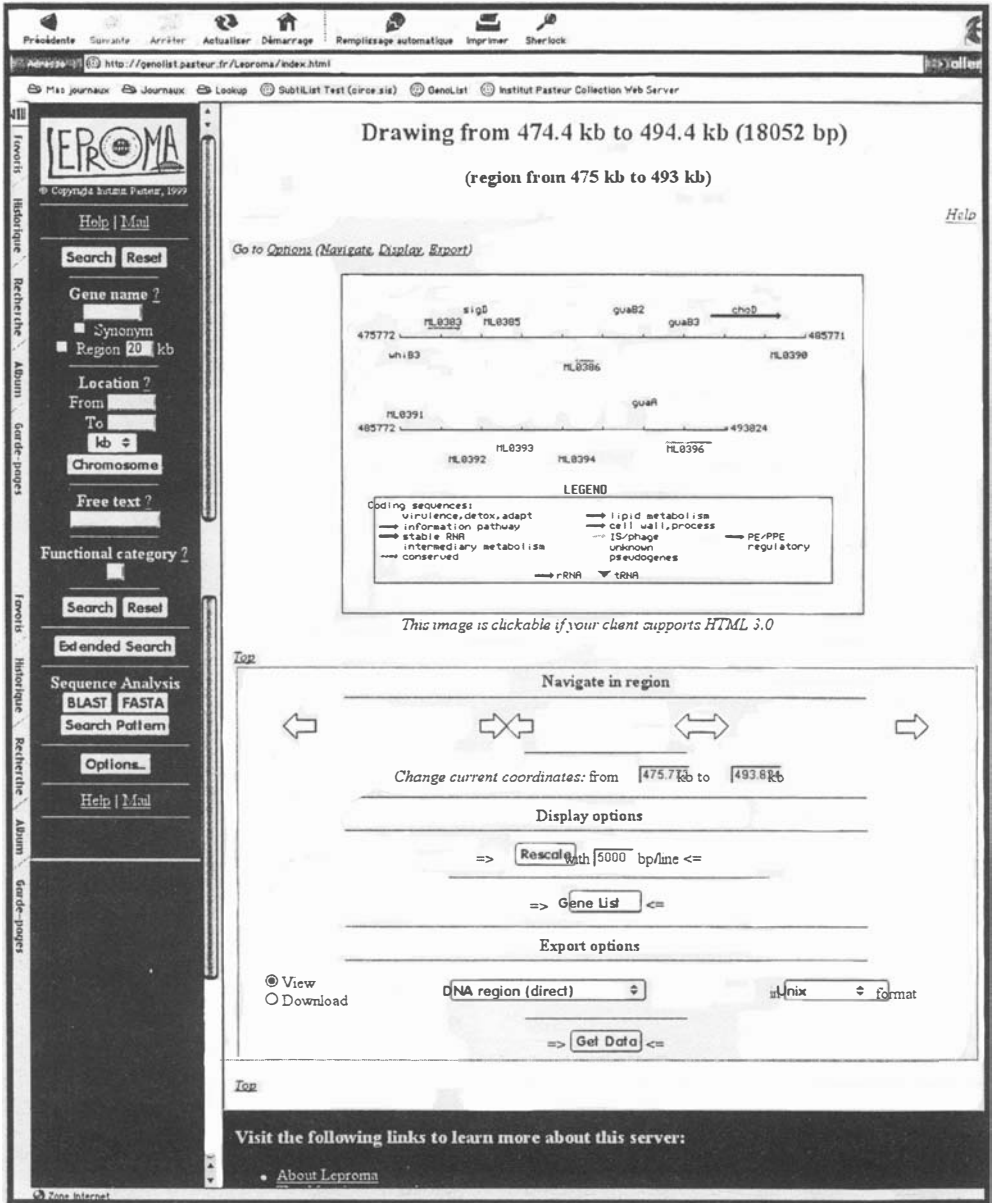 Précédente Suivante Arrêter Actualiser Démarrage Remplissage automatique Imprimer Sherlock
Adresse http://genolist.pasteur.fr/Leproma/index.html aller
Mes journaux Journaux Lookup SubtiList Test (circe.sis) GenoList Institut Pasteur Collection Web Server
Favoris
Historique
Recherche
Album
Garde-pages
LEPROMA
© Copyright Institut Pasteur, 1999
Help | Mail
Search Reset
Gene name ?
Synonym
Region 20 kb
Location ?
From
To
kb
Chromosome
Free text ?
Functional category ?
Search Reset
Extended Search
Sequence Analysis
BLAST FASTA
Search Pattern
Options...
Help | Mail
Favoris
Historique
Recherche
Album
Garde-pages
Drawing from 474.4 kb to 494.4 kb (18052 bp)
(region from 475 kb to 493 kb)
Help
Go to Options (Navigate, Display, Export)
sigD guaB2 choD
ML0383 ML0385 guaB3
475772 485771
whiB3 ML0386 ML0390
guaA
ML0391
485772 493824
ML0393 ML0396
ML0392 ML0394
LEGEND
Coding sequences:
virulence,detox,adapt lipid metabolism
information pathway cell wall,process
stable RNA IS/phage PE/PPE
intermediary metabolism unknown regulatory
conserved pseudogenes
rRNA tRNA
This image is clickable if your client supports HTML 3.0
Top
Navigate in region
Change current coordinates: from 475.773 kb to 493.824 kb
Display options
=> Rescale with 5000 bp/line <=
=> Gene List <=
Export options
View
Download
DNA region (direct) in Unix format
=> Get Data <=
Top
Visit the following links to learn more about this server:
• About Leproma
Zone Internet